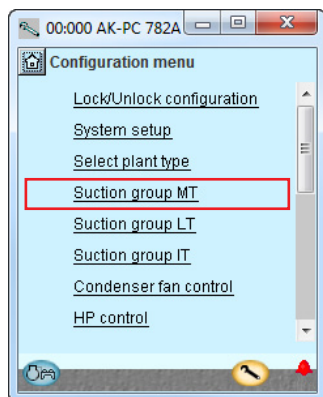 00:000 AK-PC 782A
Configuration menu
Lock/Unlock configuration
System setup
Select plant type
Suction group MT
Suction group LT
Suction group IT
Condenser fan control
HP control